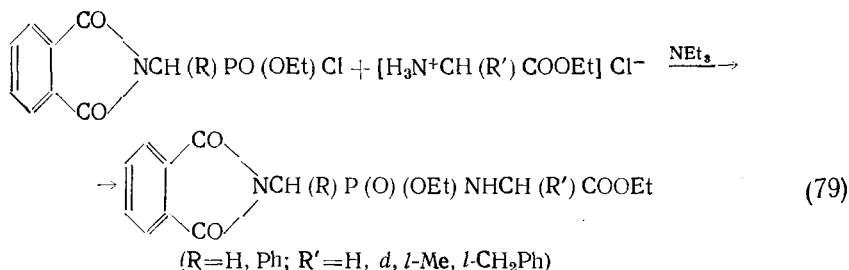 CO
NCH (R) PO (OEt) Cl + [H₃N⁺CH (R′) COOEt] Cl⁻ NEt₃ →
CO
CO
→ NCH (R) P (O) (OEt) NHCH (R′) COOEt (79)
CO
(R=H, Ph; R′=H, d, l-Me, l-CH₂Ph)